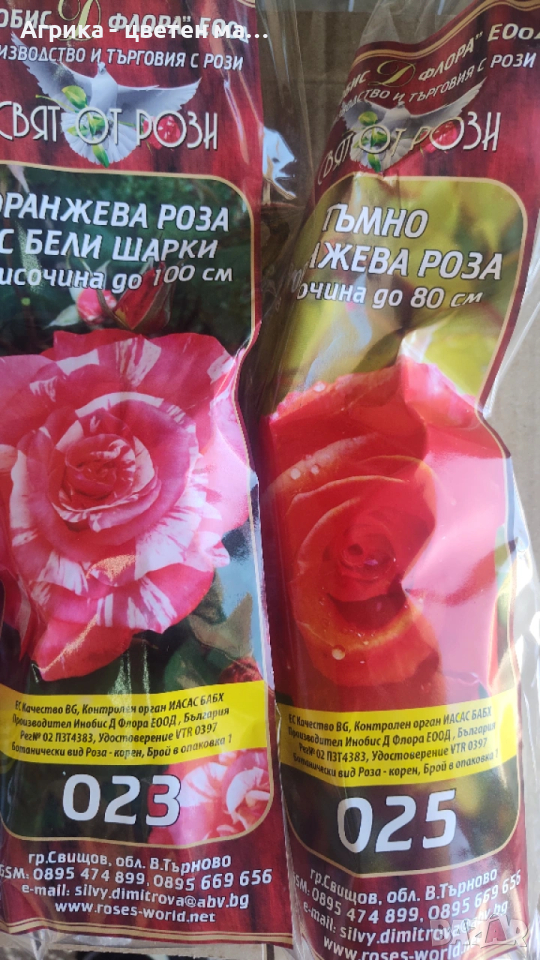 Агрика - цветен ма...
ОБИС Д ФЛОРА" ЕООД
ИЗВОДСТВО И ТЪРГОВИЯ С РОЗИ
СВЯТ ОТ РОЗИ
ОРАНЖЕВА РОЗА
С БЕЛИ ШАРКИ
височина до 100 см
ЕС Качество BG, Контролен орган ИАСАС БАБХ
Производител Инобис Д Флора ЕООД , България
Рег№ 02 ПЗТ4383, Удостоверение VTR 0397
Ботанически вид Роза - корен, Брой в опаковка 1
023
гр.Свищов, обл. В.Търново
GSM: 0895 474 899, 0895 669 656
e-mail: silvy.dimitrova@abv.bg
www.roses-world.net
ОБИС Д ФЛОРА" ЕООД
ВОДСТВО И ТЪРГОВИЯ С РОЗИ
СВЯТ ОТ РОЗИ
ТЪМНО
НЖЕВА РОЗА
очина до 80 см
ЕС Качество BG, Контролен орган ИАСАС БАБХ
Производител Инобис Д Флора ЕООД , България
Рег№ 02 ПЗТ4383, Удостоверение VTR 0397
Ботанически вид Роза - корен, Брой в опаковка 1
025
гр.Свищов, обл. В.Търново
GSM: 0895 474 899, 0895 669 656
e-mail: silvy.dimitrova@abv.bg
www.roses-world.net